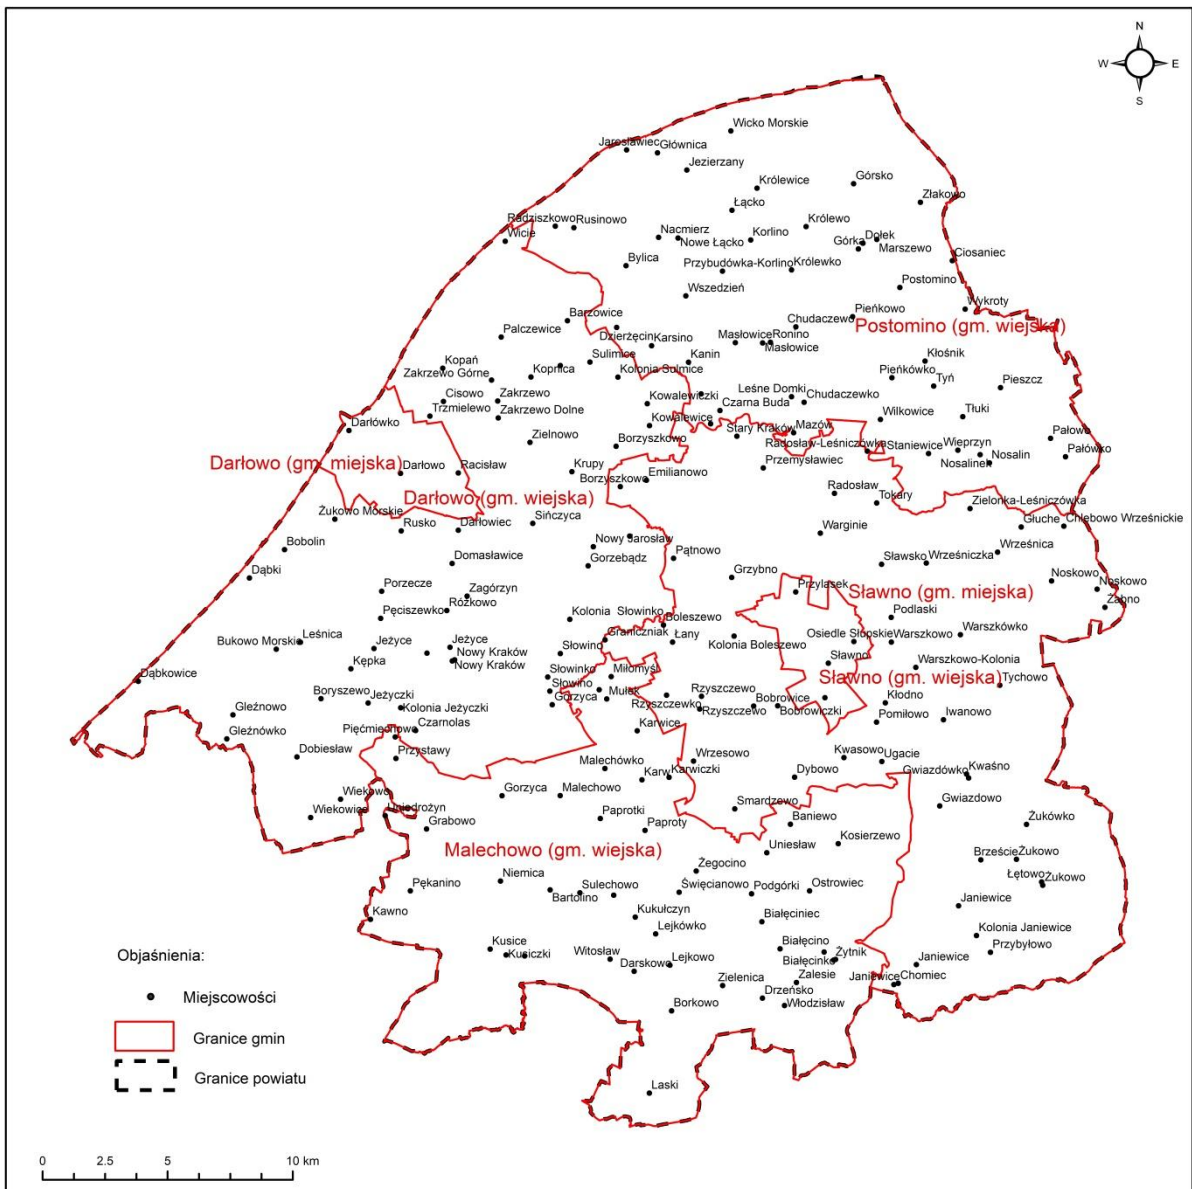 N
W
E
S
Wicko Morskie
Jarosławiec
Głównica
Jezierzany
Królewice
Górsko
Złakowo
Łącko
Radziszkowo
Rusinowo
Wicie
Nacmierz
Nowe Łącko
Korlino
Królewo
Górka
Dołek
Marszewo
Ciosaniec
Bylica
Przybudówka-Korlino
Królewko
Postomino
Wszedzień
Wykroty
Pieńkowo
Barzowice
Chudaczewo
Postomino (gm. wiejska)
Palczewice
Dzierżęcin
Karsino
Masłowice
Ronino
Masłowice
Kopań
Sulimice
Kanin
Kłośnik
Zakrzewo Górne
Kopnica
Kolonia Sulmice
Pieńkówko
Tyń
Pieszcz
Cisowo
Zakrzewo
Kowalewiczki
Leśne Domki
Chudaczewko
Trzmielewo
Zakrzewo Dolne
Czarna Buda
Wilkowice
Tłuki
Darłówko
Kowalewice
Stary Kraków
Mazów
Zielnowo
Borzyszkowo
Radosław-Leśniczówka
Staniewice
Wieprzyn
Pałowo
Pałówko
Nosalinek
Nosalin
Darłowo (gm. miejska)
Darłowo
Racisław
Krupy
Borzyszkowo
Emilianowo
Przemysławiec
Darłowo (gm. wiejska)
Radosław
Tokary
Zielonka-Leśniczówka
Żukowo Morskie
Rusko
Darłowiec
Sińczyca
Warginie
Głuche
Chlebowo Wrześnickie
Bobolin
Nowy Jarosław
Domasławice
Gorzebądz
Pątnowo
Sławsko
Wrześniczka
Wrześnica
Dąbki
Grzybno
Porzecze
Zagórzyn
Przylasek
Sławno (gm. miejska)
Noskowo
Noskowo
Żabno
Pęciszewko
Różkowo
Kolonia Słowinko
Boleszewo
Podlaski
Bukowo Morskie
Leśnica
Jeżyce
Jeżyce
Graniczniak
Łany
Kolonia Boleszewo
Osiedle Słupskie
Warszkowo
Warszkówko
Kępka
Nowy Kraków
Nowy Kraków
Słowino
Sławno
Warszkowo-Kolonia
Dąbkowice
Słowinko
Miłomyśl
Sławno (gm. wiejska)
Tychowo
Boryszewo
Jeżyczki
Słowino
Mułsk
Rzyszczewo
Gleźnowo
Kolonia Jeżyczki
Gorzyca
Rzyszczewko
Rzyszczewo
Bobrowice
Bobrowiczki
Kłodno
Pomiłowo
Iwanowo
Gleźnówko
Pięćmiechowo
Czarnolas
Karwice
Dobiesław
Przystawy
Malechówko
Karw
Karwiczki
Wrzesowo
Kwasowo
Ugacie
Gwiazdówko
Kwaśno
Dybowo
Wiekowo
Gorzyca
Malechowo
Wiekowice
Uniedrożyn
Smardzewo
Gwiazdowo
Grabowo
Paprotki
Paproty
Baniewo
Żukówko
Malechowo (gm. wiejska)
Kosierzewo
Uniesław
Brzeście
Żukowo
Żegocino
Łętowo
Żukowo
Pękanino
Niemica
Bartolino
Sulechowo
Święcianowo
Podgórki
Ostrowiec
Janiewice
Kawno
Kukułczyn
Białęciniec
Lejkówko
Kolonia Janiewice
Kusice
Kusiczki
Witosław
Białęcino
Żytnik
Przybyłowo
Darskowo
Lejkowo
Białęcinko
Janiewice
Zielenica
Zalesie
Janiewice
Chomiec
Drzeńsko
Borkowo
Włodzisław
Laski
Objaśnienia:
Miejscowości
Granice gmin
Granice powiatu
0 2.5 5 10 km